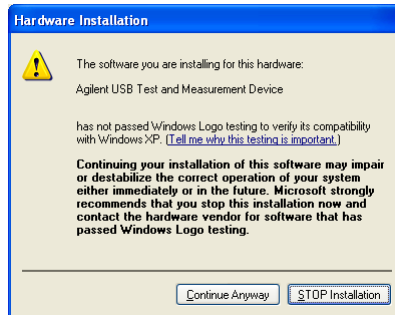 Hardware Installation
The software you are installing for this hardware:
Agilent USB Test and Measurement Device
has not passed Windows Logo testing to verify its compatibility
with Windows XP. (Tell me why this testing is important.)
Continuing your installation of this software may impair
or destabilize the correct operation of your system
either immediately or in the future. Microsoft strongly
recommends that you stop this installation now and
contact the hardware vendor for software that has
passed Windows Logo testing.
Continue Anyway STOP Installation